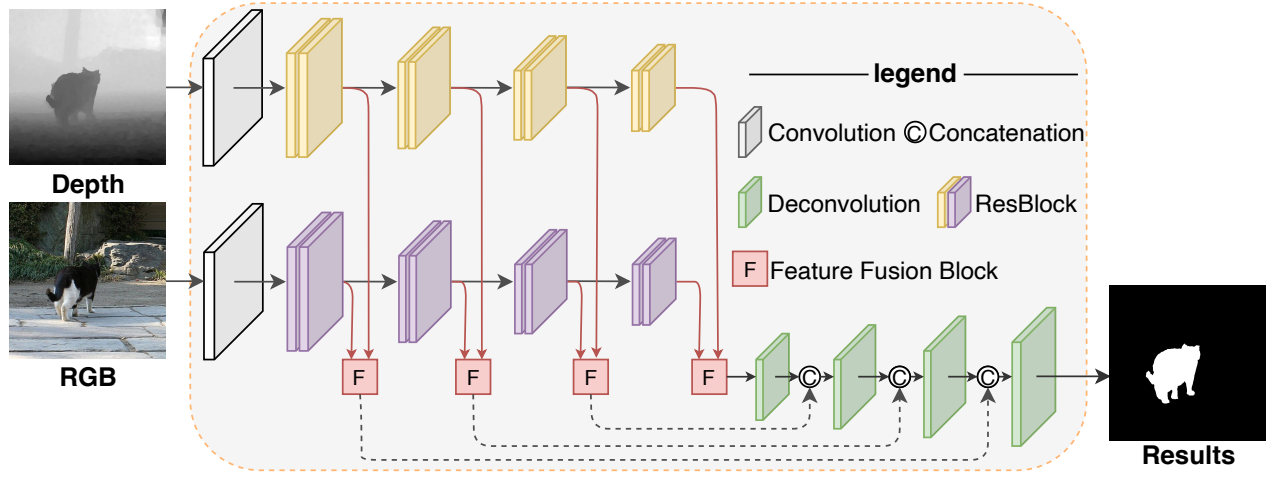 Depth
RGB
legend
Convolution
© Concatenation
Deconvolution
ResBlock
F Feature Fusion Block
F
F
F
F
C
C
C
Results